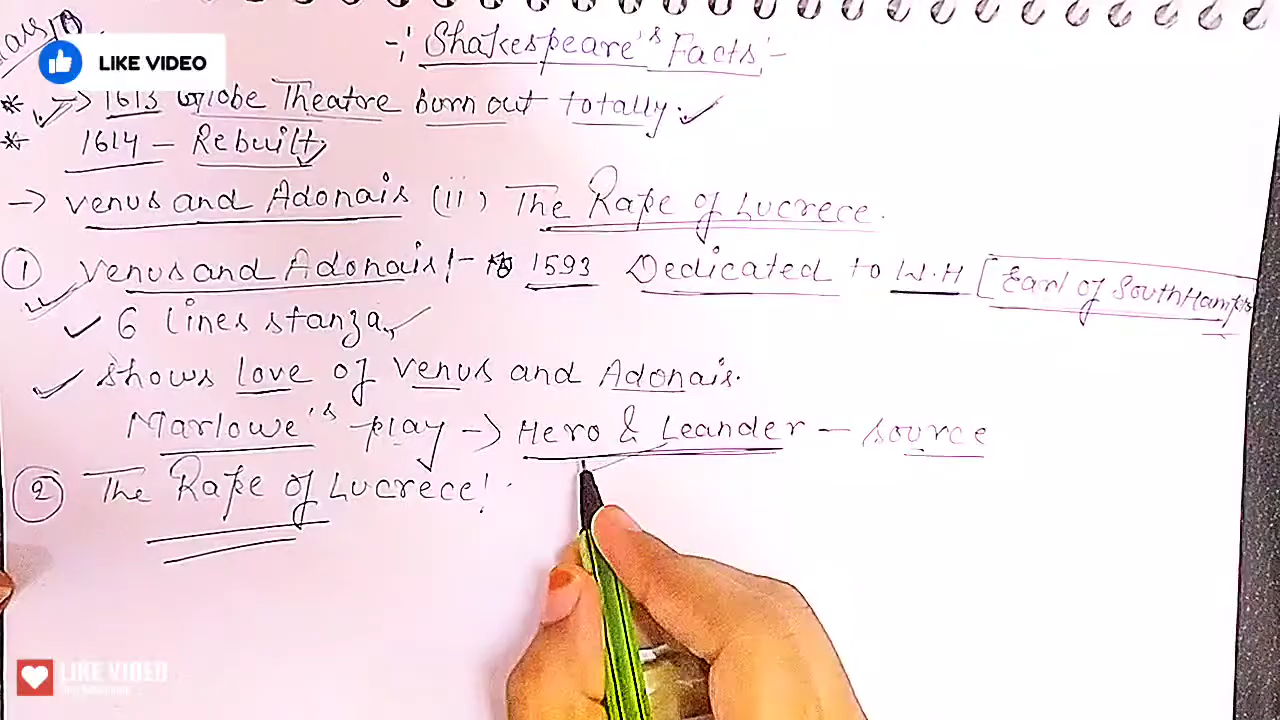 -: Shakespeare's Facts :-
LIKE VIDEO
* -> 1613 Globe Theatre burn out totally.
* 1614 - Rebuilt
-> venus and Adonais (ii) The Rape of Lucrece.
① Venus and Adonais :- 1593 Dedicated to W.H [Earl of South
6 lines stanza
shows love of venus and Adonais.
Marlowe's play -> Hero & Leander - source
② The Rape of Lucrece :
LIKE VIDEO